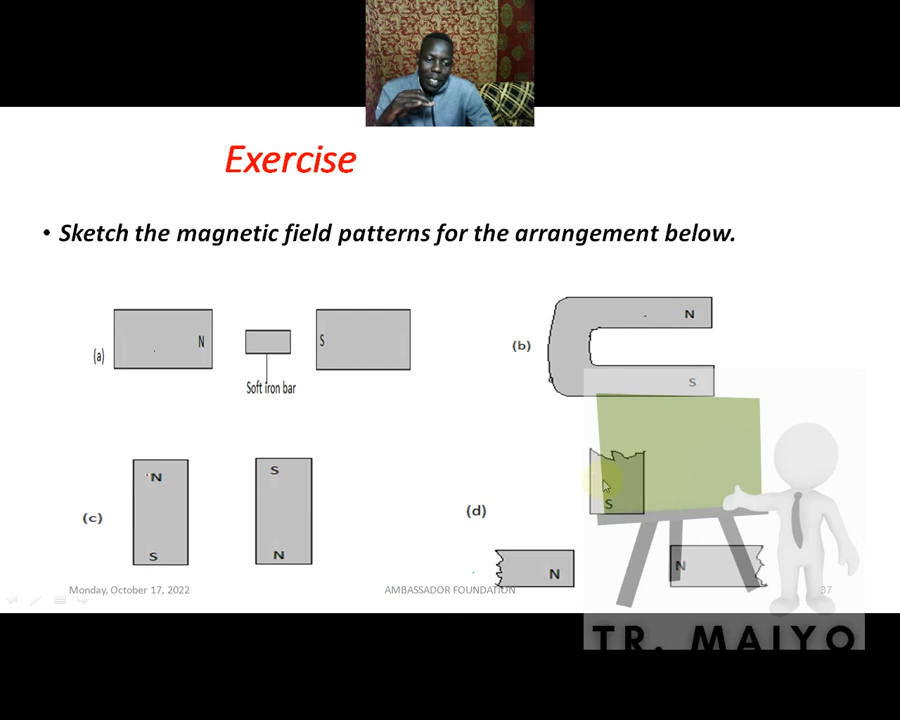 Exercise
• Sketch the magnetic field patterns for the arrangement below.
(a)
N
S
Soft iron bar
(b)
N
S
(c)
N
S
S
N
(d)
S
N
N
Monday, October 17, 2022
AMBASSADOR FOUNDATION
37
TR. MAIYO